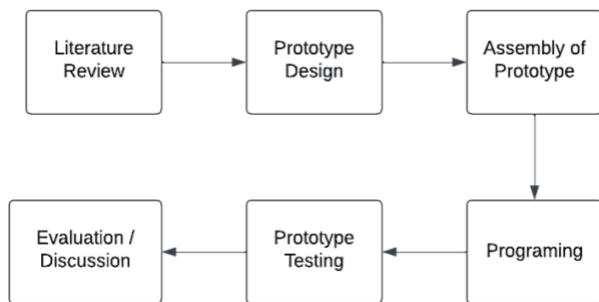 Literature
Review
Prototype
Design
Assembly of
Prototype
Programing
Prototype
Testing
Evaluation /
Discussion